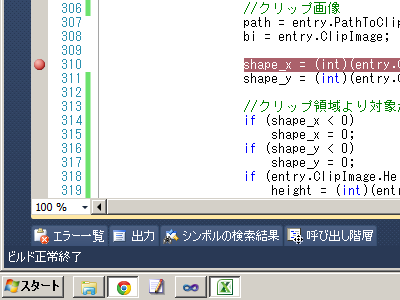 306 //クリップ画像
307 path = entry.PathToClip
308 bi = entry.ClipImage;
309
310 shape_x = (int)(entry.C
311 shape_y = (int)(entry.C
312
313 //クリップ領域より対象が
314 if (shape_x < 0)
315 shape_x = 0;
316 if (shape_y < 0)
317 shape_y = 0;
318 if (entry.ClipImage.He
319 height = (int)(entr
100 %
エラー一覧 出力 シンボルの検索結果 呼び出し階層
ビルド正常終了
スタート